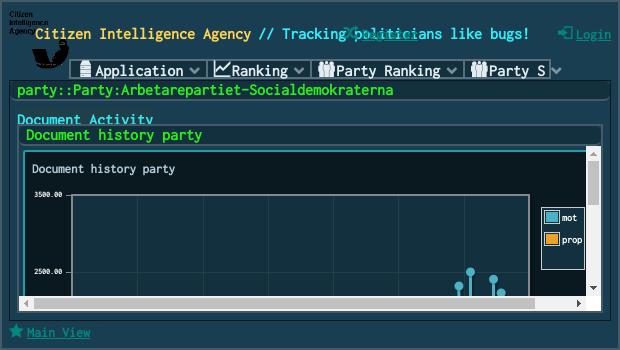 Citizen
Intelligence
Agency
Citizen Intelligence Agency // Tracking politicians like bugs!
Register
Login
Application
Ranking
Party Ranking
Party S
party::Party:Arbetarepartiet-Socialdemokraterna
Document Activity
Document history party
Document history party
3500.00
2500.00
mot
prop
Main View